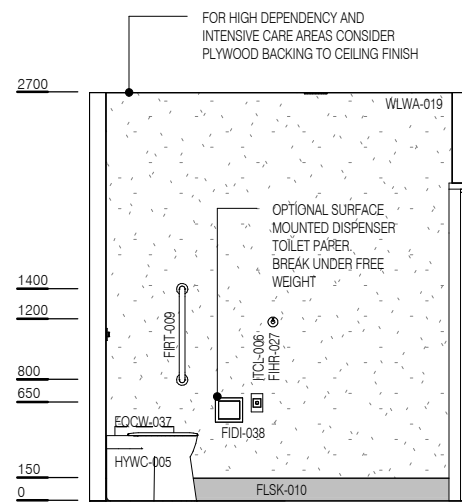 FOR HIGH DEPENDENCY AND
INTENSIVE CARE AREAS CONSIDER
PLYWOOD BACKING TO CEILING FINISH
2700
WLWA-019
OPTIONAL SURFACE
MOUNTED DISPENSER
TOILET PAPER.
BREAK UNDER FREE
WEIGHT
1400
1200
FIRT-009
ITCL-006
FIHR-027
800
650
FIDI-038
EQCW-037
HYWC-005
150
FLSK-010
0